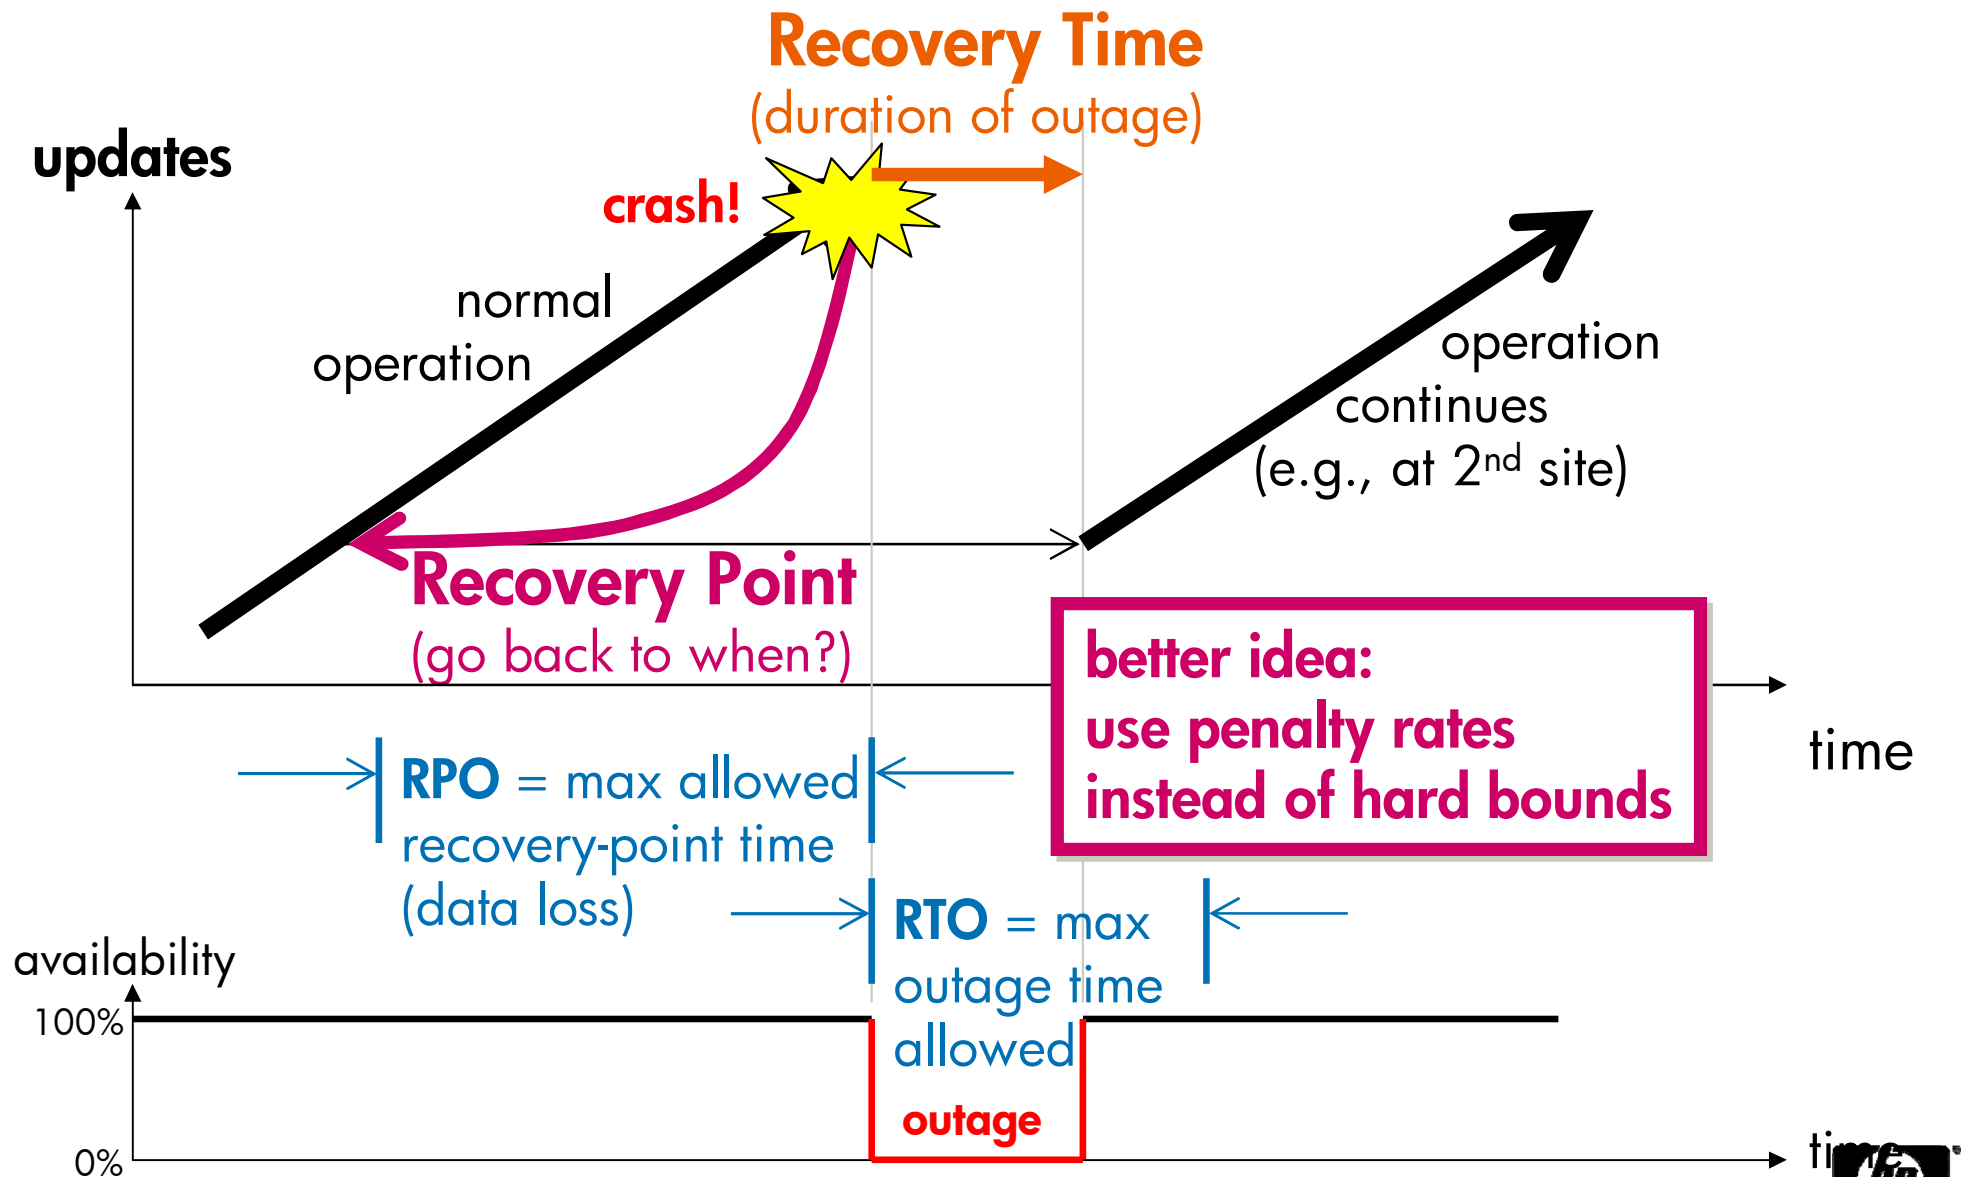 Recovery Time
(duration of outage)
updates
crash!
normal
operation
operation
continues
(e.g., at 2nd site)
Recovery Point
(go back to when?)
better idea:
use penalty rates
instead of hard bounds
time
RPO = max allowed
recovery-point time
(data loss)
RTO = max
outage time
allowed
availability
100%
outage
0%
time
hp